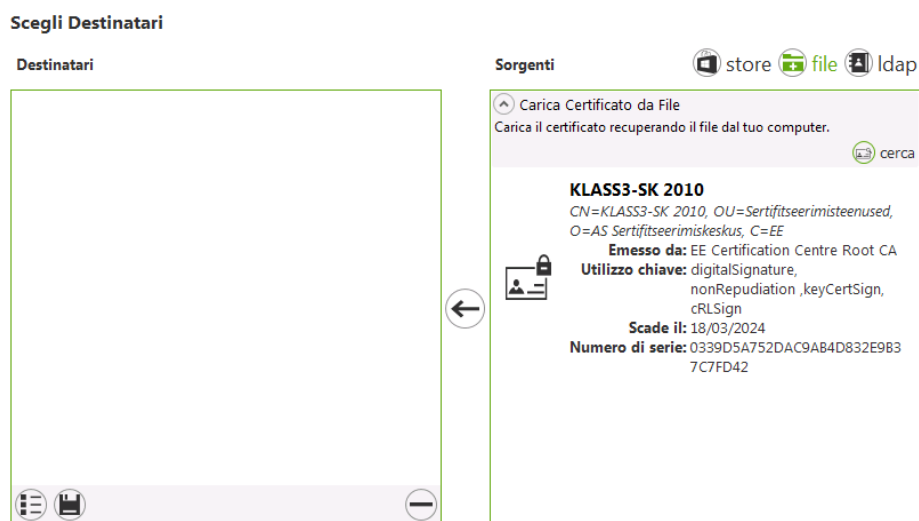 Scegli Destinatari
Destinatari
Sorgenti
store file ldap
Carica Certificato da File
Carica il certificato recuperando il file dal tuo computer.
cerca
KLASS3-SK 2010
CN=KLASS3-SK 2010, OU=Sertifitseerimisteenused,
O=AS Sertifitseerimiskeskus, C=EE
Emesso da: EE Certification Centre Root CA
Utilizzo chiave: digitalSignature,
nonRepudiation ,keyCertSign,
cRLSign
Scade il: 18/03/2024
Numero di serie: 0339D5A752DAC9AB4D832E9B3
7C7FD42